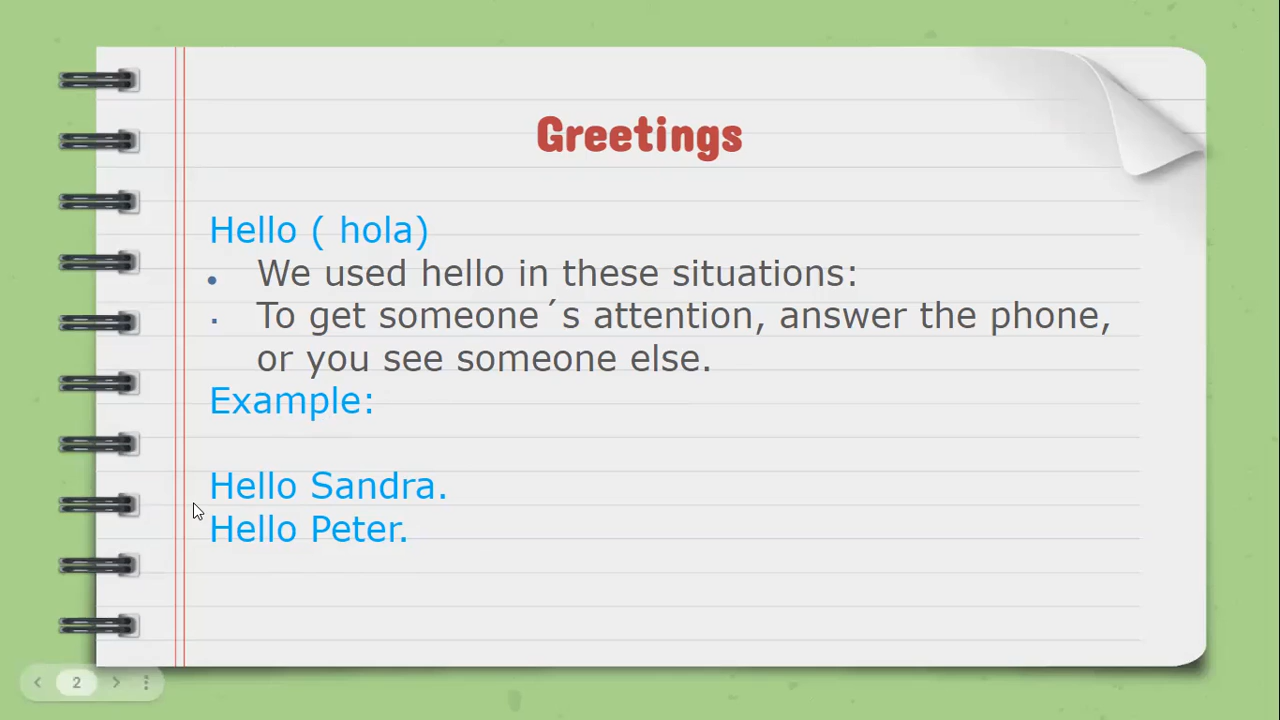 Greetings
Hello ( hola)
• We used hello in these situations:
· To get someone´s attention, answer the phone,
or you see someone else.
Example:
Hello Sandra.
Hello Peter.
2